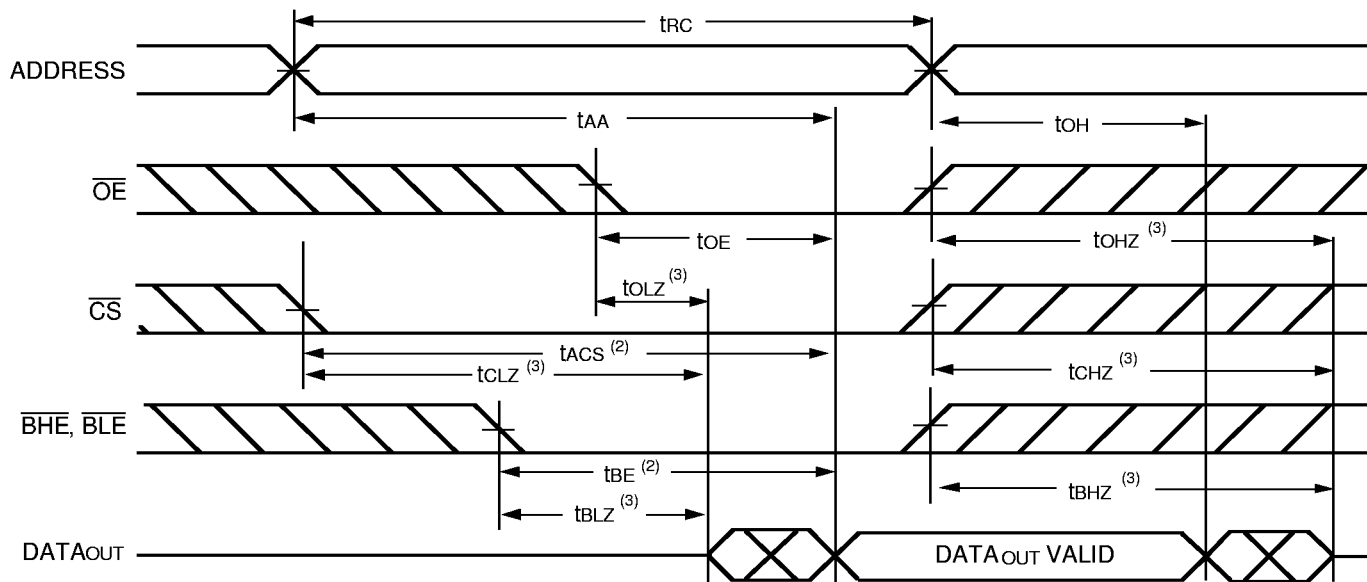 tRC
ADDRESS
tAA
tOH
OE
tOE
tOHZ (3)
tOLZ (3)
CS
tACS (2)
tCLZ (3)
tCHZ (3)
BHE, BLE
tBE (2)
tBHZ (3)
tBLZ (3)
DATAOUT
DATAOUT VALID